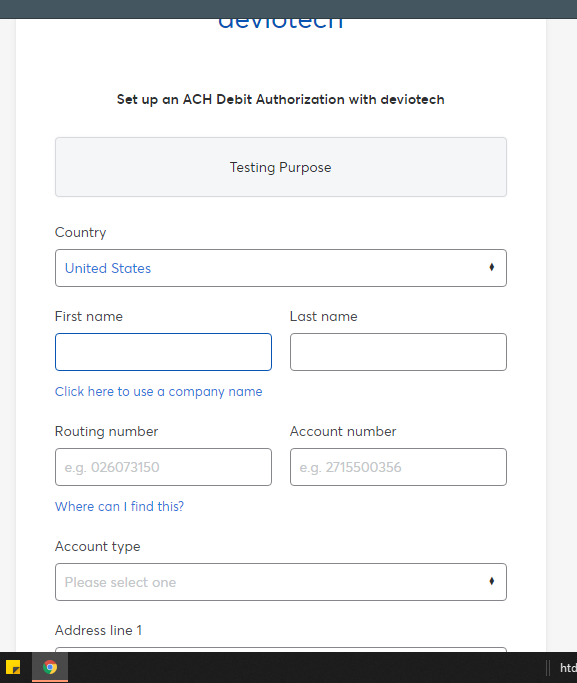 deviotech
Set up an ACH Debit Authorization with deviotech
Testing Purpose
Country
United States
First name Last name
Click here to use a company name
Routing number Account number
e.g. 026073150 e.g. 2715500356
Where can I find this?
Account type
Please select one
Address line 1
htd